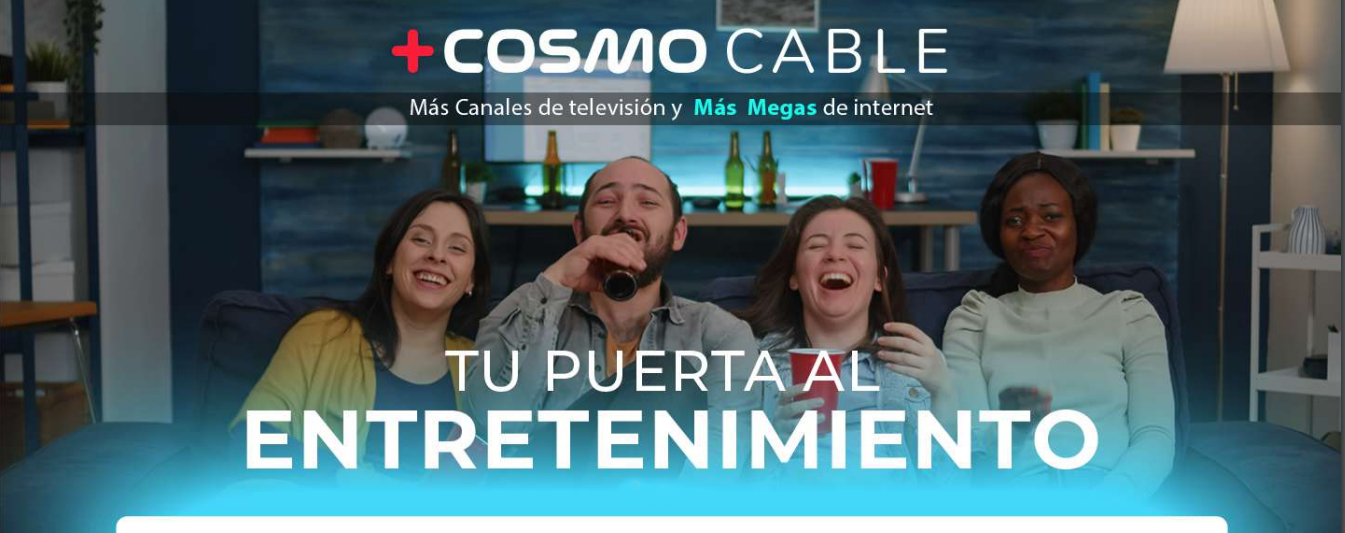 +COSMO CABLE
Más Canales de televisión y Más Megas de internet
TU PUERTA AL
ENTRETENIMIENTO